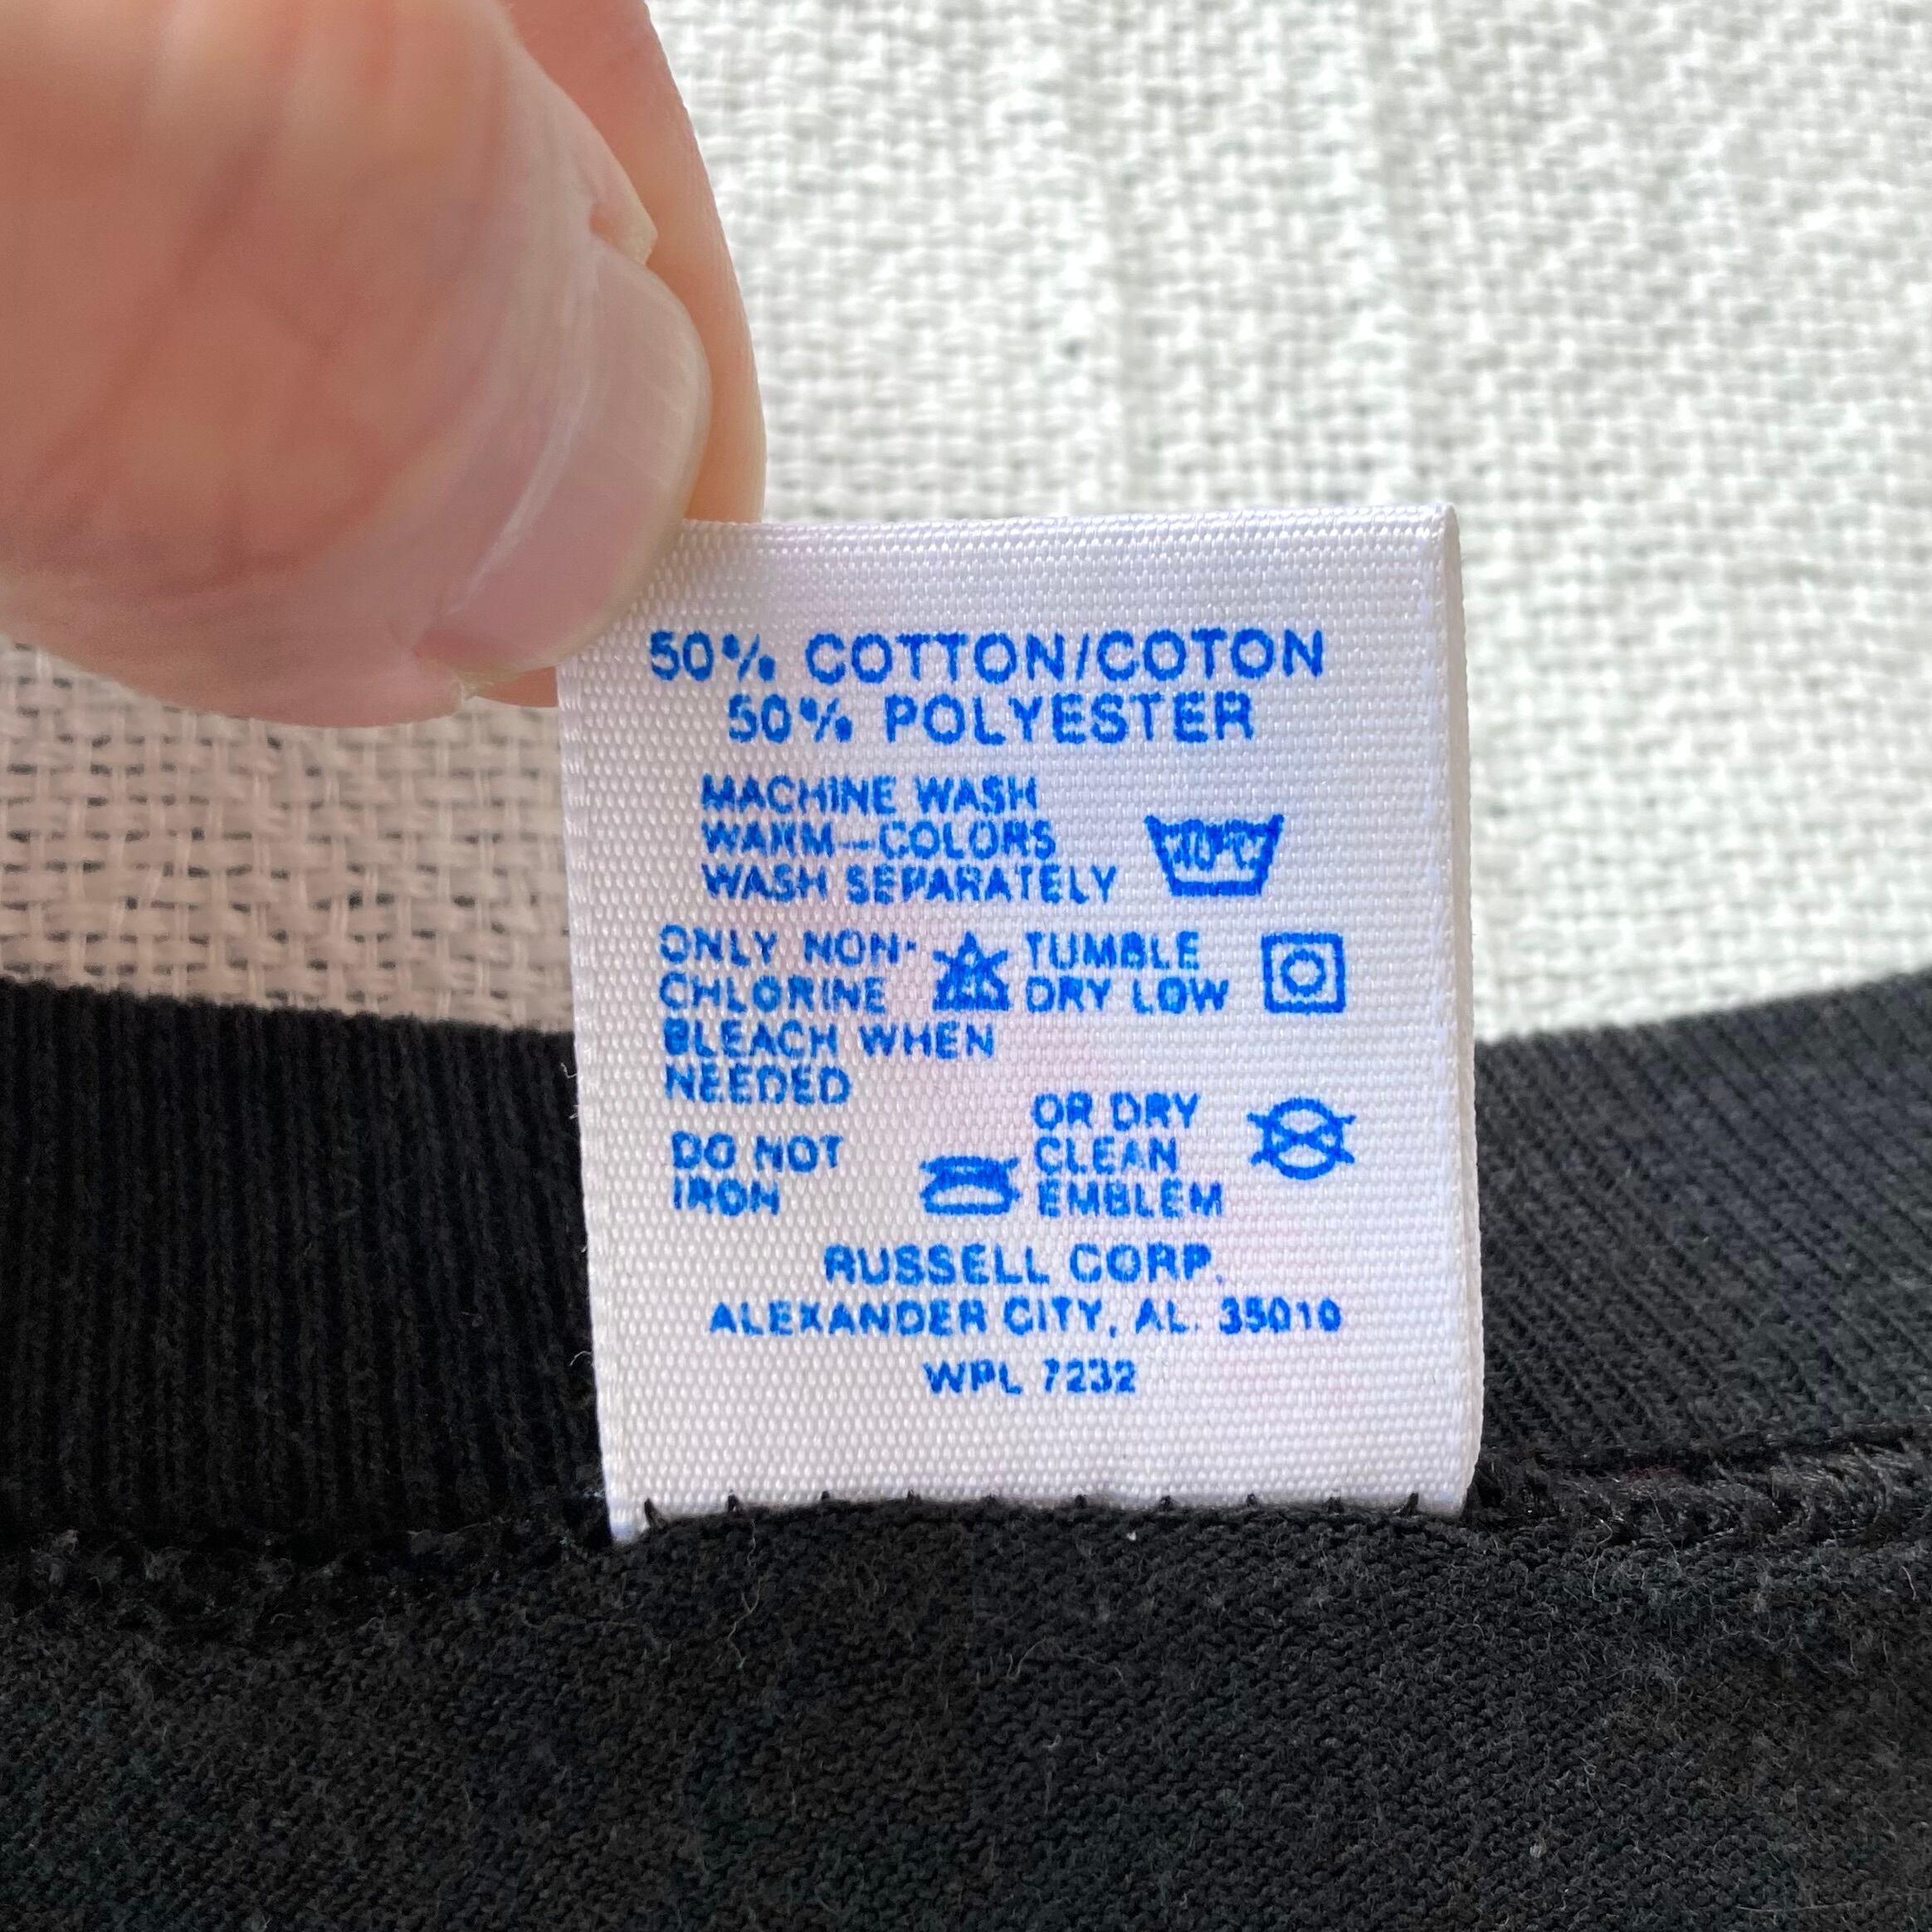 50% COTTON/COTON
50% POLYESTER
MACHINE WASH
WARM—COLORS
WASH SEPARATELY
40°C
ONLY NON-
CHLORINE
BLEACH WHEN
NEEDED
TUMBLE
DRY LOW
DO NOT
IRON
OR DRY
CLEAN
EMBLEM
RUSSELL CORP.
ALEXANDER CITY, AL. 35010
WPL 7232